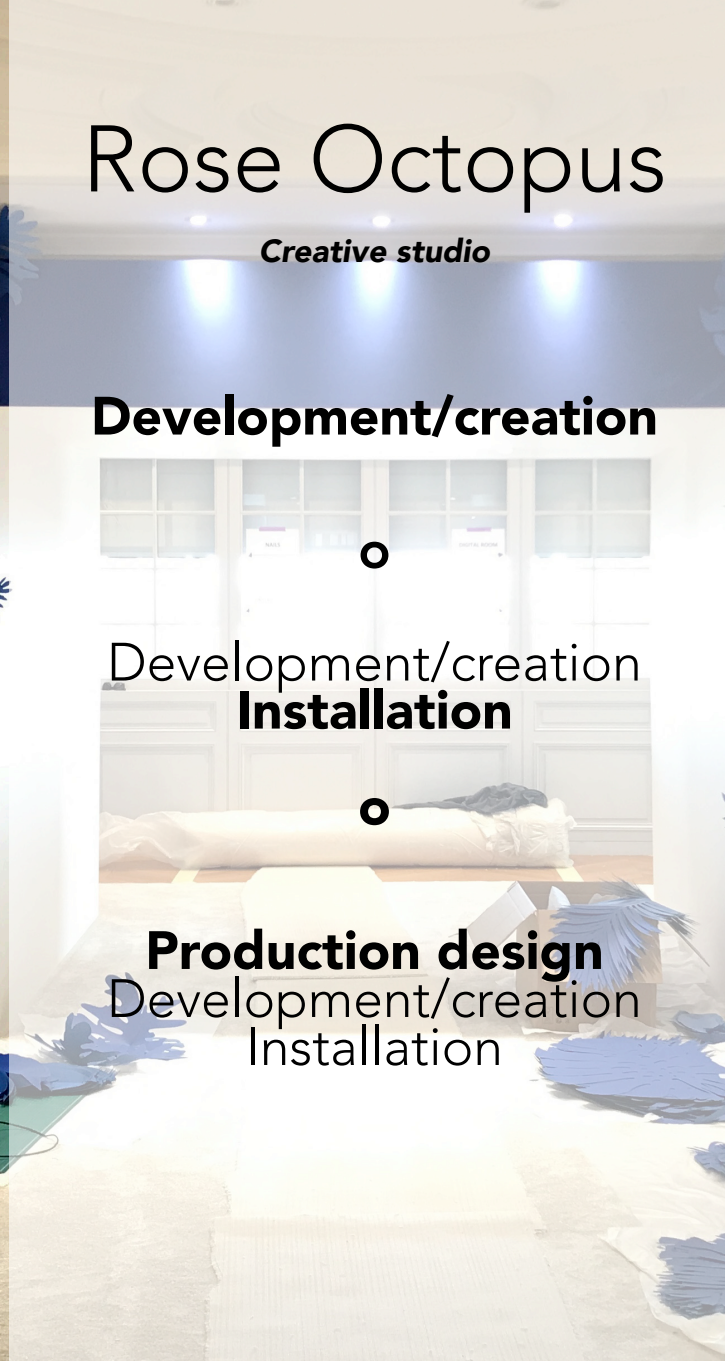 Rose Octopus
Creative studio
Development/creation
o
Development/creation
Installation
o
Production design
Development/creation
Installation